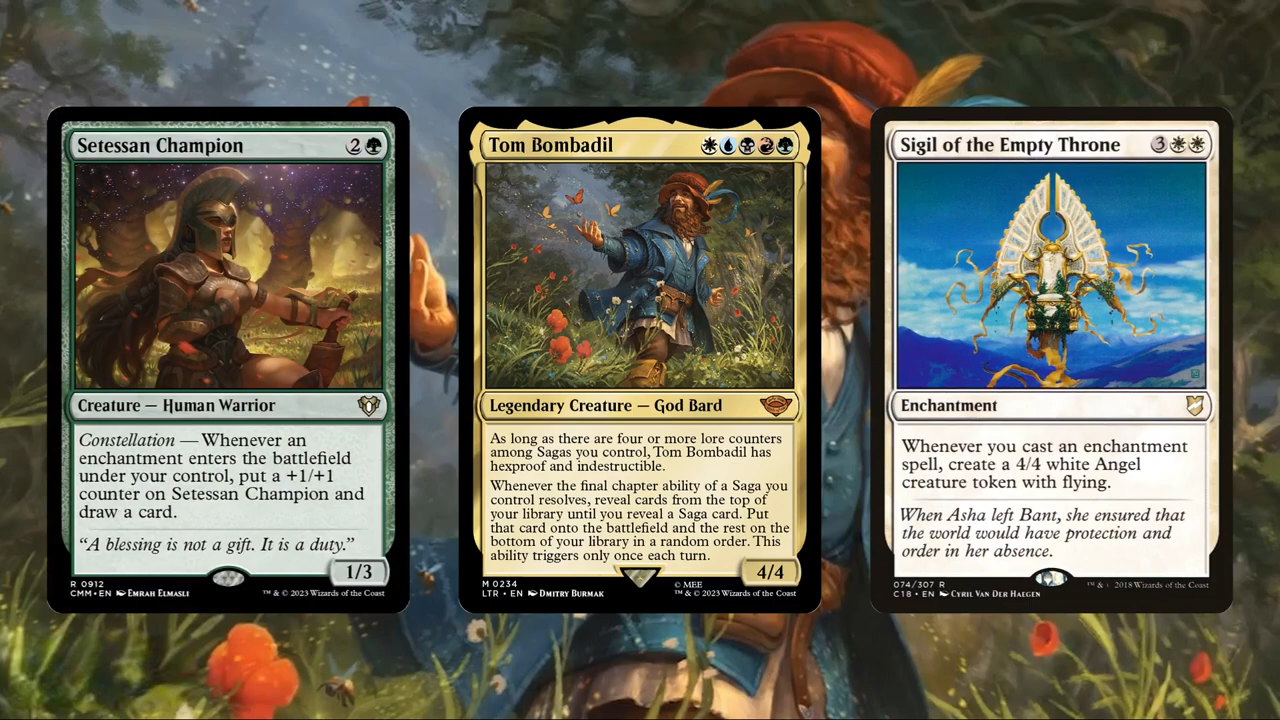 Setessan Champion 2
Creature — Human Warrior
Constellation — Whenever an
enchantment enters the battlefield
under your control, put a +1/+1
counter on Setessan Champion and
draw a card.
“A blessing is not a gift. It is a duty.”
1/3
R 0912
CMM • EN Emrah Elmasli
™ & © 2023 Wizards of the Coast
Tom Bombadil
Legendary Creature — God Bard
As long as there are four or more lore counters
among Sagas you control, Tom Bombadil has
hexproof and indestructible.
Whenever the final chapter ability of a Saga you
control resolves, reveal cards from the top of
your library until you reveal a Saga card. Put
that card onto the battlefield and the rest on the
bottom of your library in a random order. This
ability triggers only once each turn.
4/4
M 0234
LTR • EN Dmitry Burmak
© MEE
™ & © 2023 Wizards of the Coast
Sigil of the Empty Throne 3
Enchantment
Whenever you cast an enchantment
spell, create a 4/4 white Angel
creature token with flying.
When Asha left Bant, she ensured that
the world would have protection and
order in her absence.
074/307 R
C18 • EN Cyril Van Der Haegen
™ & © 2018 Wizards of the Coast